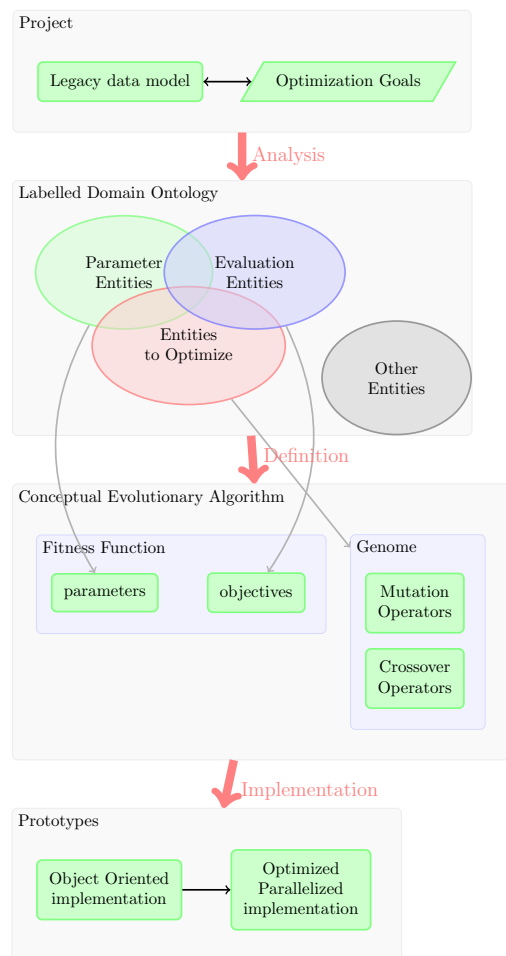 Project
Legacy data model
Optimization Goals
Analysis
Labelled Domain Ontology
Parameter
Entities
Evaluation
Entities
Entities
to Optimize
Other
Entities
Definition
Conceptual Evolutionary Algorithm
Fitness Function
parameters
objectives
Genome
Mutation
Operators
Crossover
Operators
Implementation
Prototypes
Object Oriented
implementation
Optimized
Parallelized
implementation